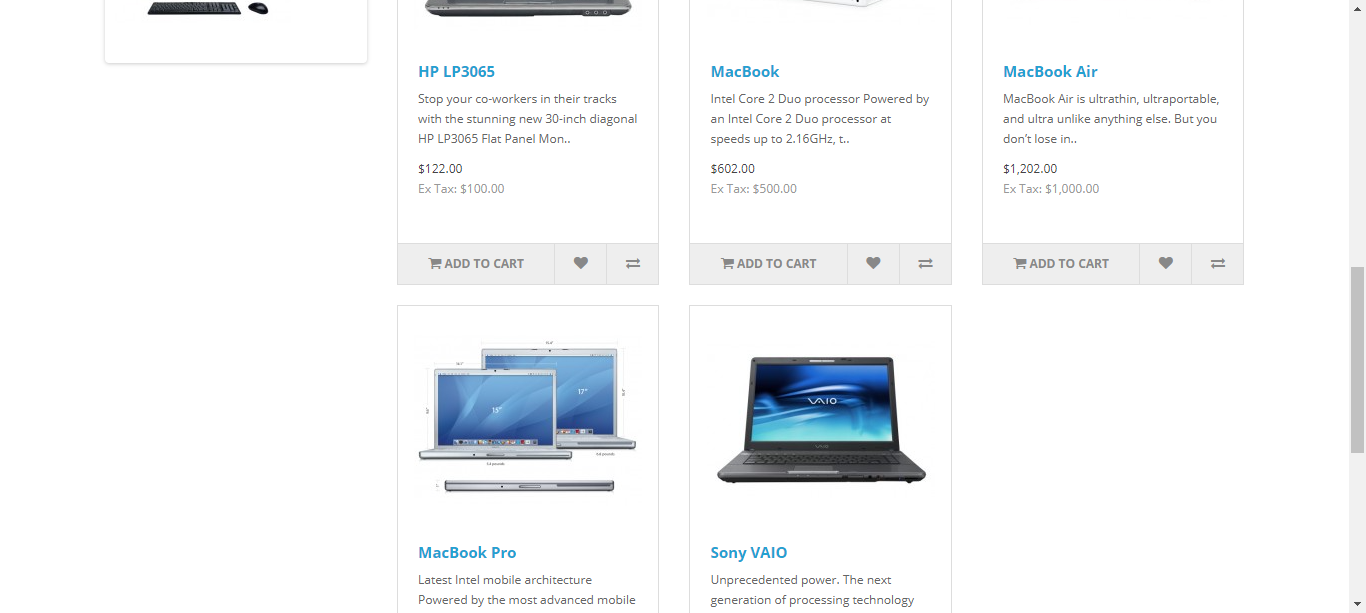 HP LP3065
Stop your co-workers in their tracks
with the stunning new 30-inch diagonal
HP LP3065 Flat Panel Mon..
$122.00
Ex Tax: $100.00
ADD TO CART
MacBook
Intel Core 2 Duo processor Powered by
an Intel Core 2 Duo processor at
speeds up to 2.16GHz, t..
$602.00
Ex Tax: $500.00
ADD TO CART
MacBook Air
MacBook Air is ultrathin, ultraportable,
and ultra unlike anything else. But you
don’t lose in..
$1,202.00
Ex Tax: $1,000.00
ADD TO CART
15"
17"
MacBook Pro
Latest Intel mobile architecture
Powered by the most advanced mobile
VAIO
Sony VAIO
Unprecedented power. The next
generation of processing technology